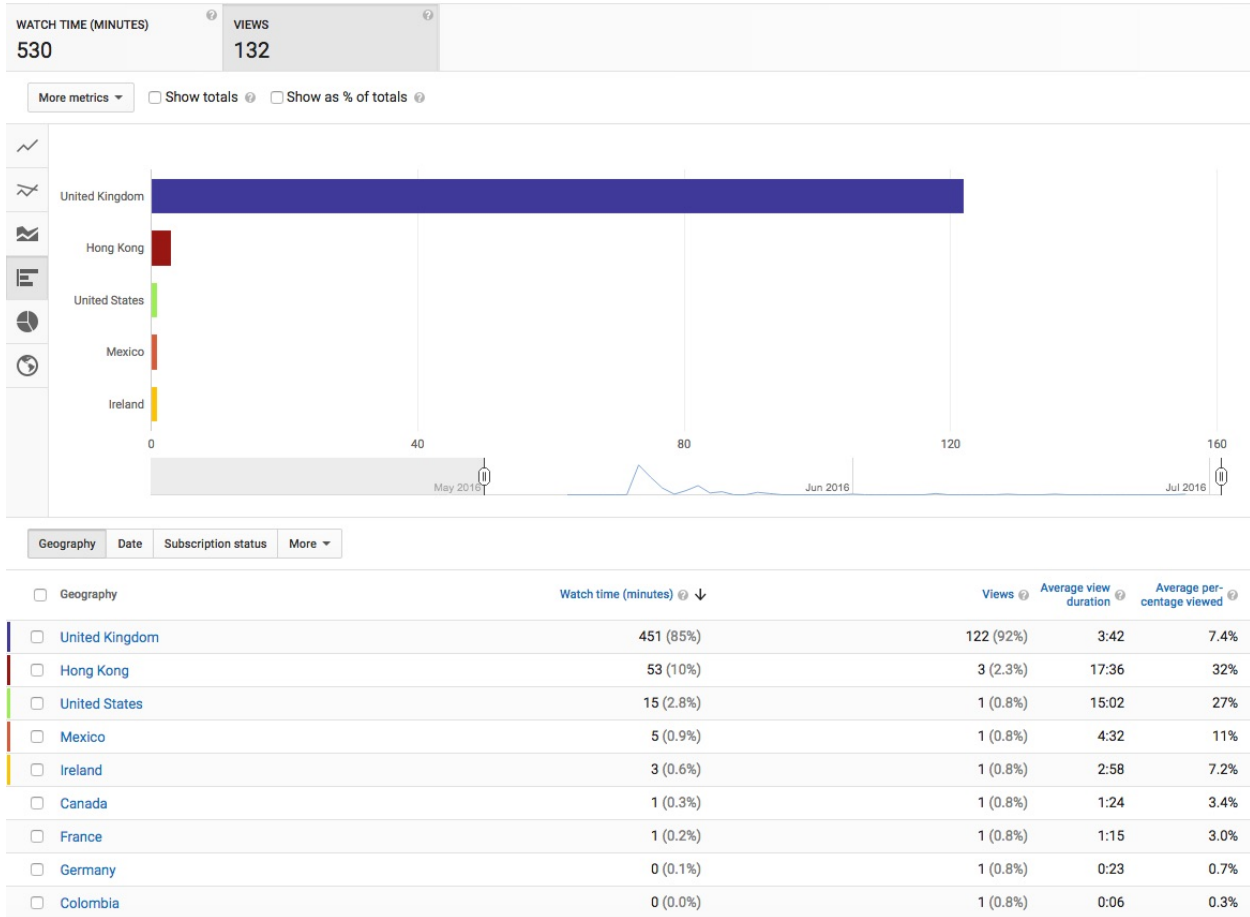 WATCH TIME (MINUTES) VIEWS
530 132
More metrics Show totals Show as % of totals
United Kingdom
Hong Kong
United States
Mexico
Ireland
0 40 80 120 160
May 2016 Jun 2016 Jul 2016
Geography Date Subscription status More
Geography Watch time (minutes) Views Average view duration Average per-centage viewed
United Kingdom 451 (85%) 122 (92%) 3:42 7.4%
Hong Kong 53 (10%) 3 (2.3%) 17:36 32%
United States 15 (2.8%) 1 (0.8%) 15:02 27%
Mexico 5 (0.9%) 1 (0.8%) 4:32 11%
Ireland 3 (0.6%) 1 (0.8%) 2:58 7.2%
Canada 1 (0.3%) 1 (0.8%) 1:24 3.4%
France 1 (0.2%) 1 (0.8%) 1:15 3.0%
Germany 0 (0.1%) 1 (0.8%) 0:23 0.7%
Colombia 0 (0.0%) 1 (0.8%) 0:06 0.3%